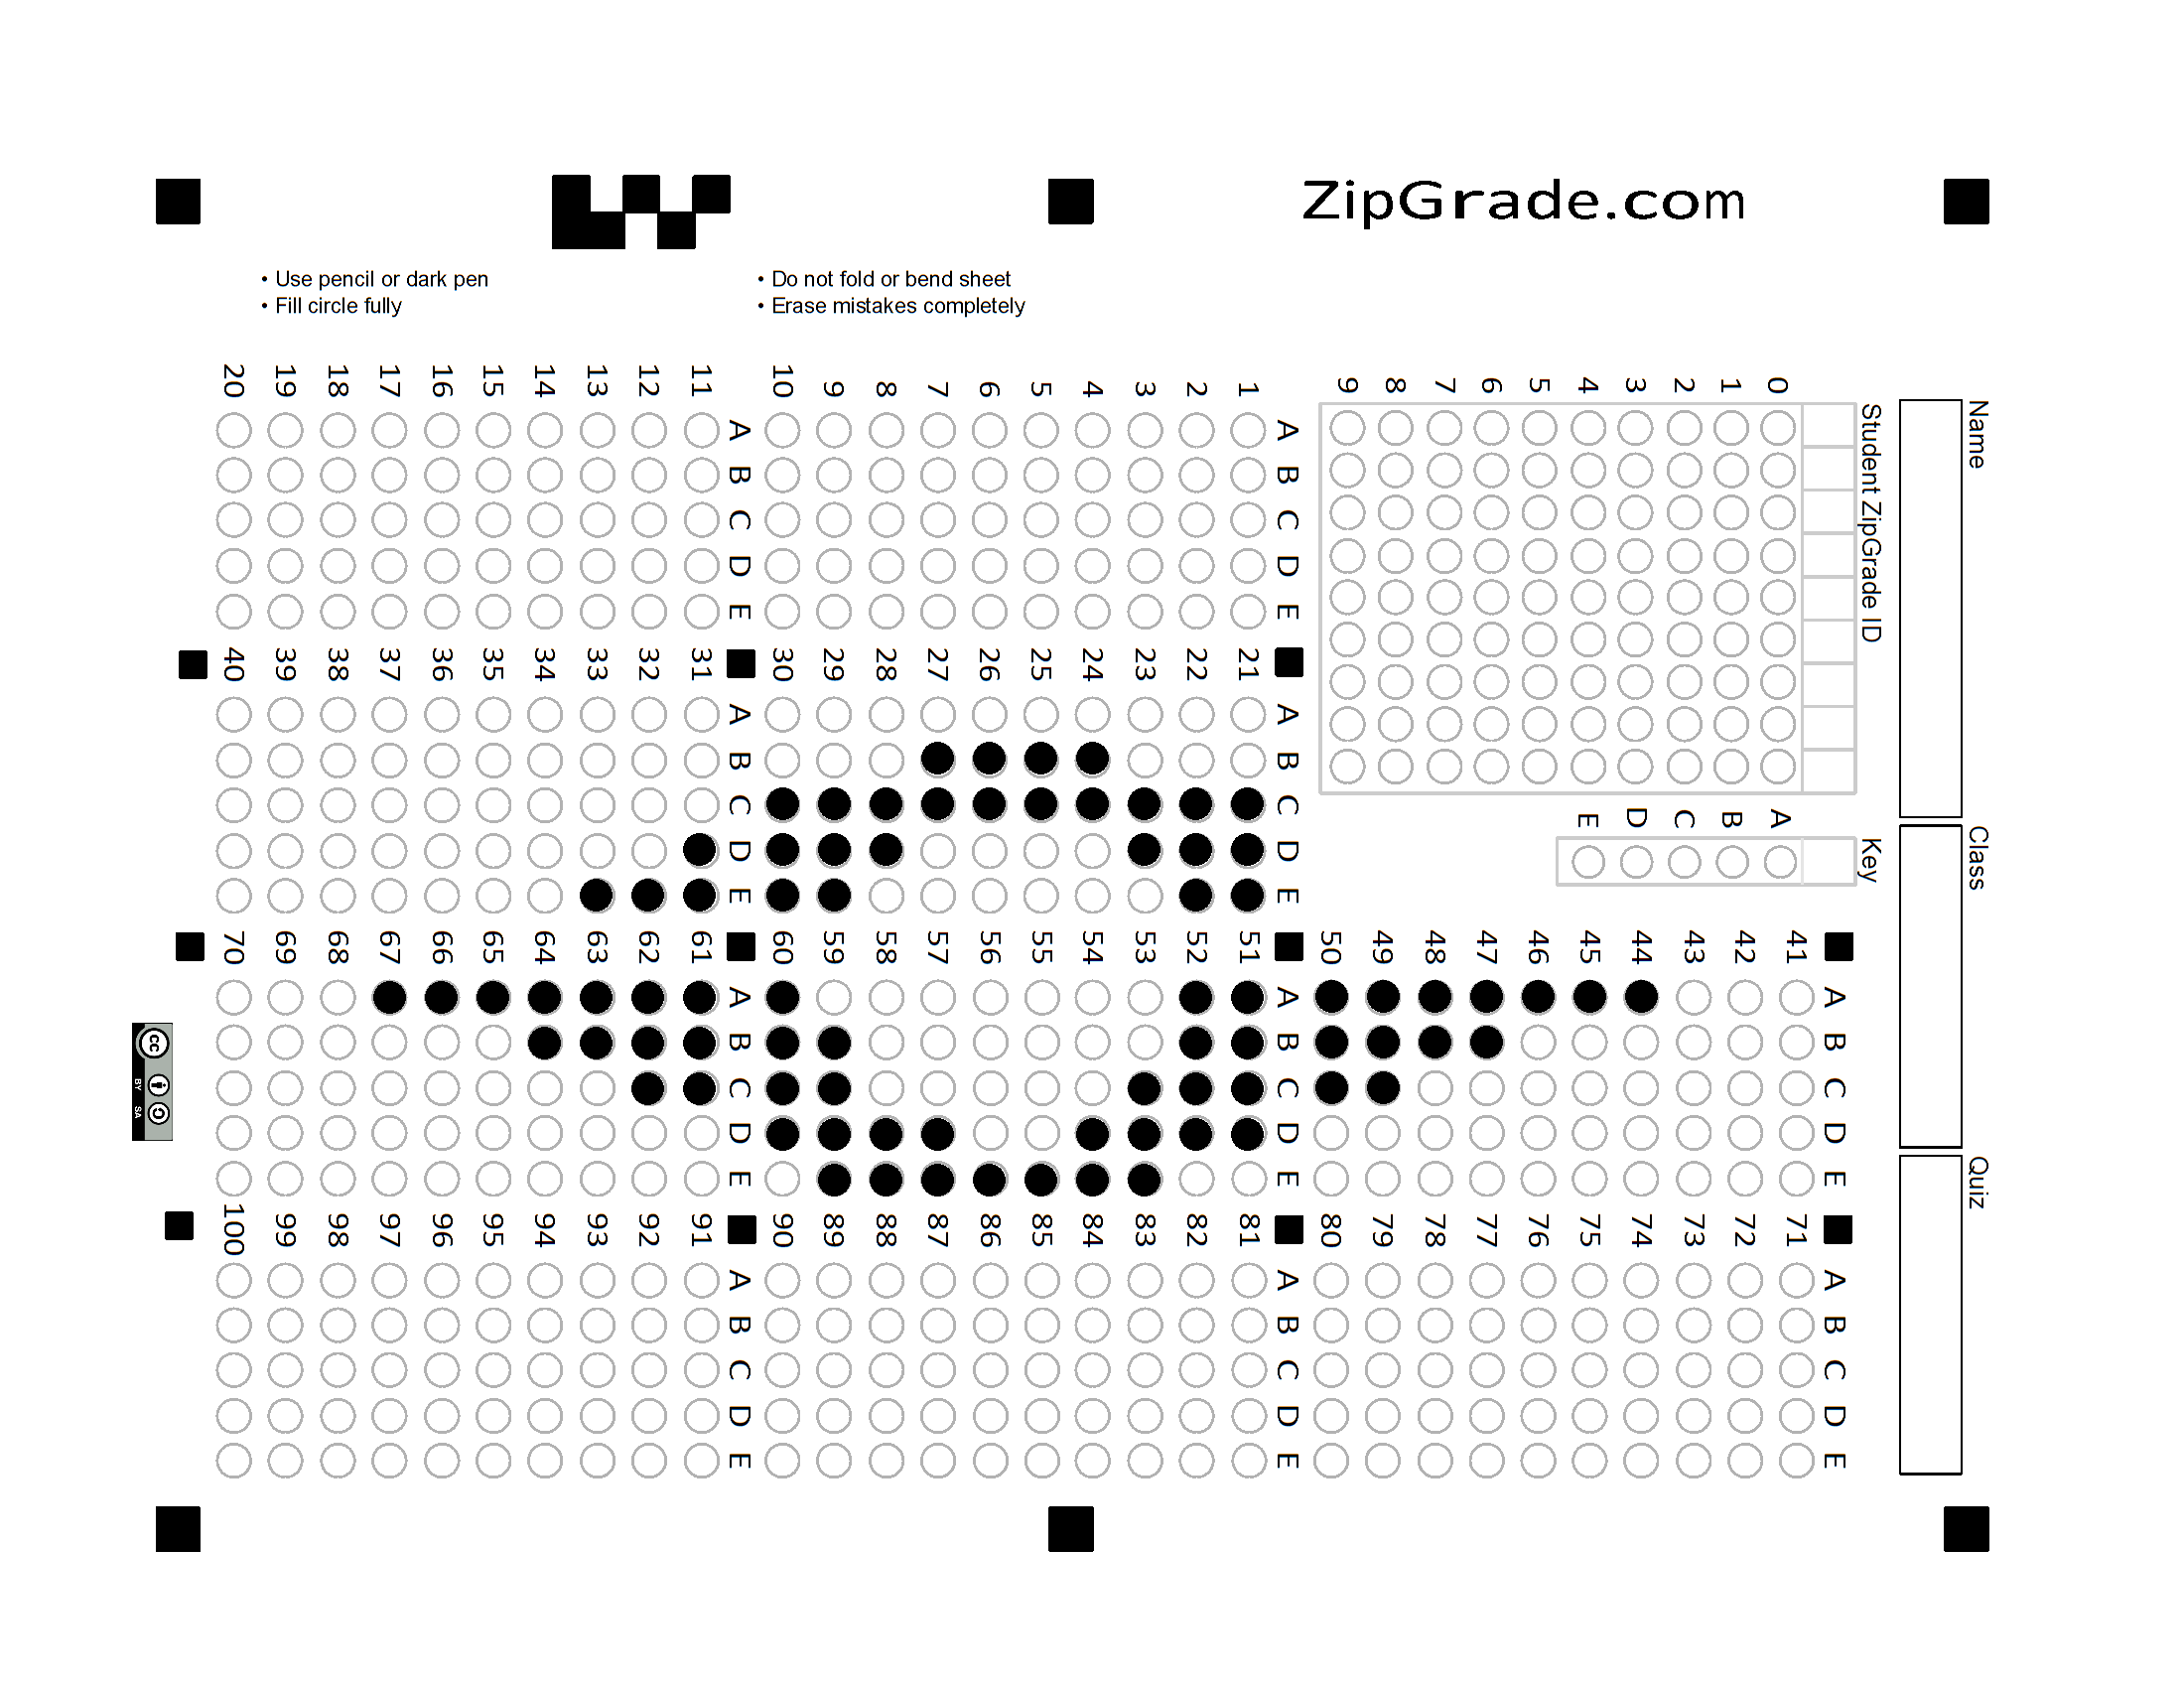 ZipGrade.com
• Use pencil or dark pen
• Fill circle fully
• Do not fold or bend sheet
• Erase mistakes completely
20 19 18 17 16 15 14 13 12 11
A B C D E
10 9 8 7 6 5 4 3 2 1
A B C D E
9 8 7 6 5 4 3 2 1 0
Student ZipGrade ID
Name
40 39 38 37 36 35 34 33 32 31
A B C D E
30 29 28 27 26 25 24 23 22 21
A B C D E
E D C B A
Key
Class
70 69 68 67 66 65 64 63 62 61
A B C D E
60 59 58 57 56 55 54 53 52 51
A B C D E
50 49 48 47 46 45 44 43 42 41
A B C D E
cc
BY SA
Quiz
100 99 98 97 96 95 94 93 92 91
A B C D E
90 89 88 87 86 85 84 83 82 81
A B C D E
80 79 78 77 76 75 74 73 72 71
A B C D E